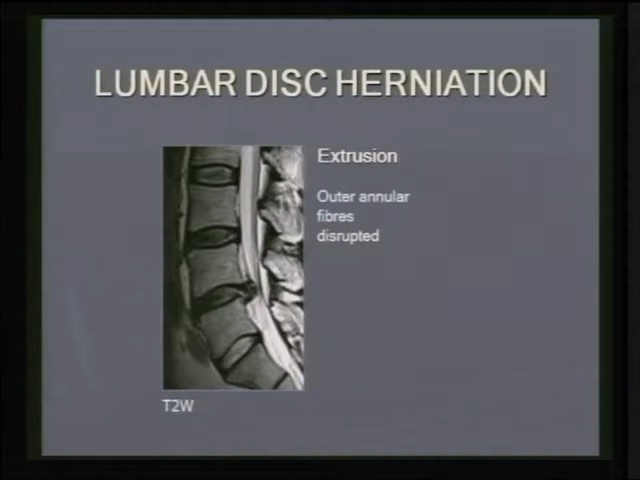 LUMBAR DISC HERNIATION
Extrusion
Outer annular
fibres
disrupted
T2W